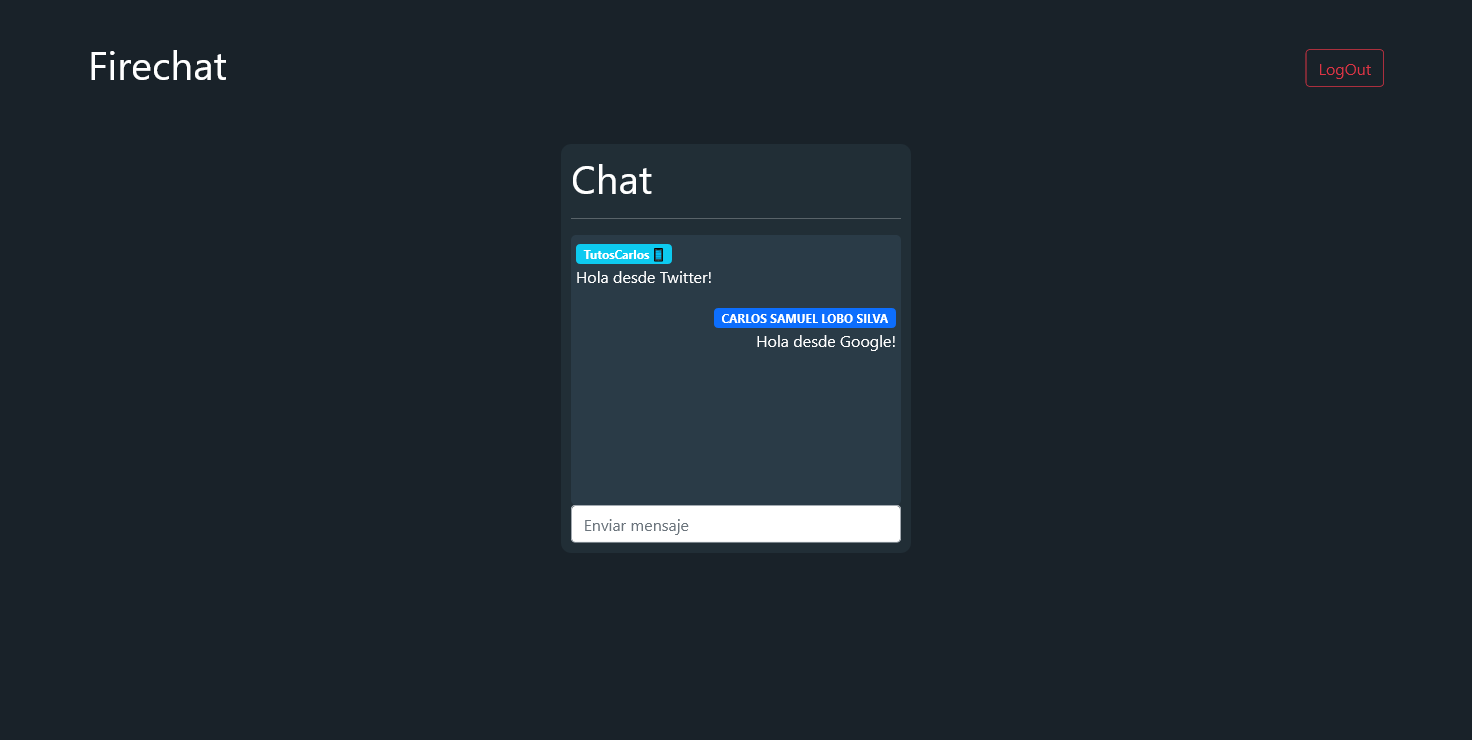 Firechat
LogOut
Chat
TutosCarlos
Hola desde Twitter!
CARLOS SAMUEL LOBO SILVA
Hola desde Google!
Enviar mensaje